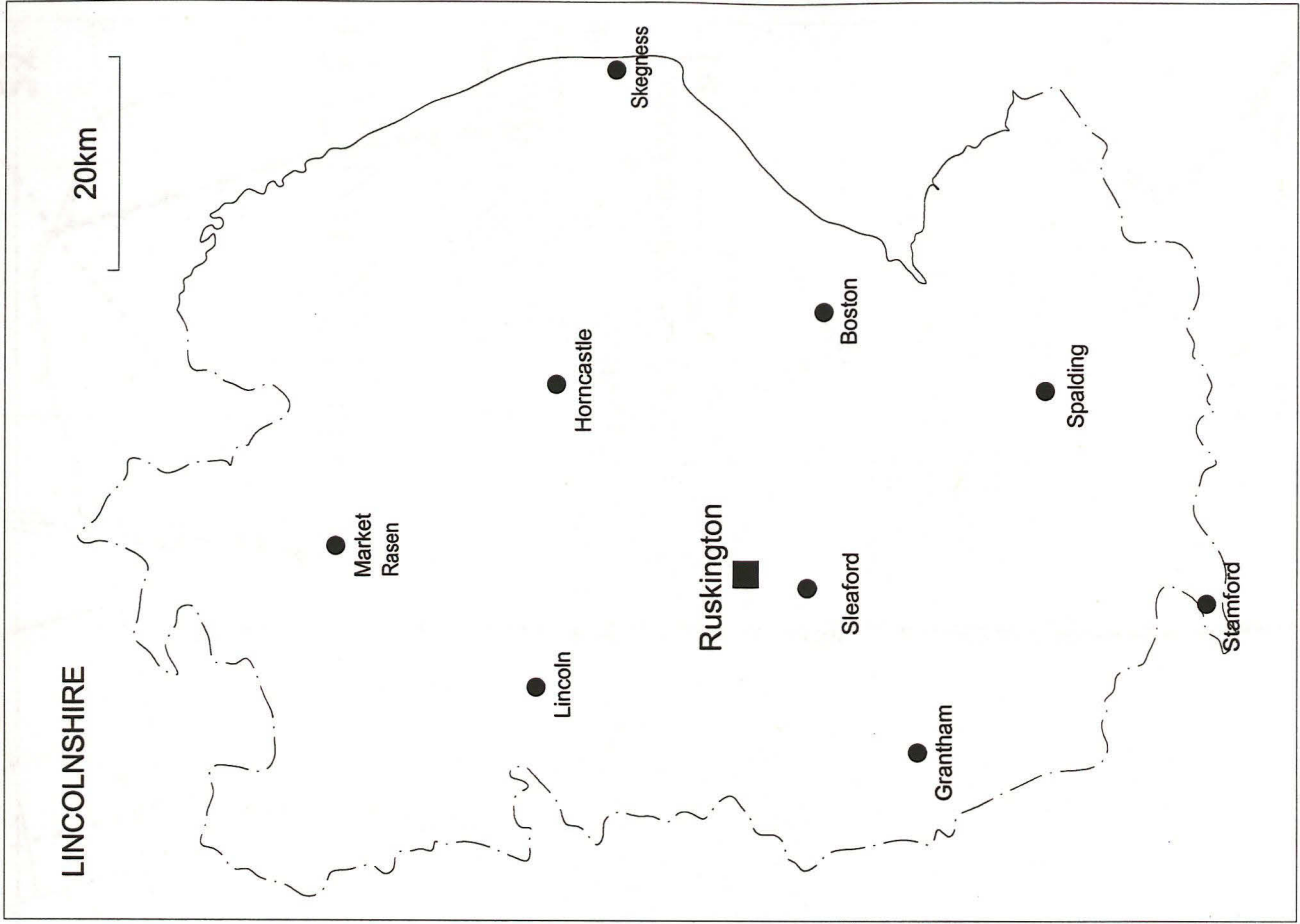 LINCOLNSHIRE
20km
Market
Rasen
Lincoln
Horncastle
Skegness
Ruskington
Sleaford
Boston
Grantham
Spalding
Stamford